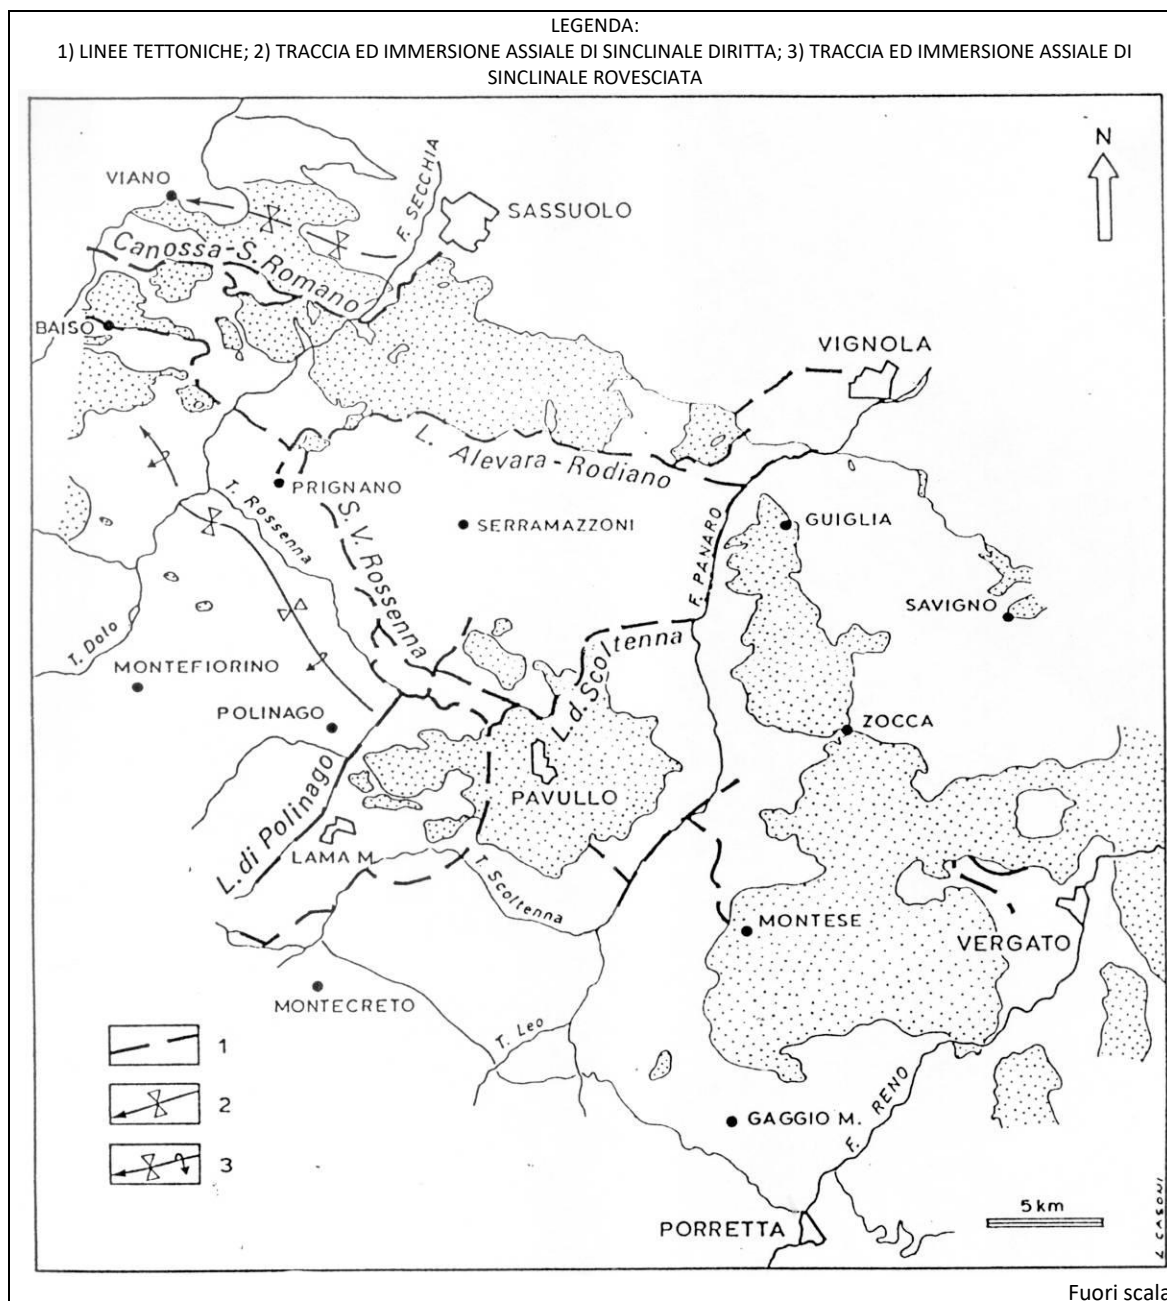 LEGENDA:
1) LINEE TETTONICHE; 2) TRACCIA ED IMMERSIONE ASSIALE DI SINCLINALE DIRITTA; 3) TRACCIA ED IMMERSIONE ASSIALE DI
SINCLINALE ROVESCIATA
N
VIANO
F. SECCHIA
SASSUOLO
Canossa-S. Romano
BAISO
VIGNOLA
L. Alevara-Rodiano
PRIGNANO
T. Rossenna
S. V. Rossenna
SERRAMAZZONI
F. PANARO
GUIGLIA
SAVIGNO
T. Dolo
MONTEFIORINO
L. d. Scoltenna
POLINAGO
ZOCCA
L. di Polinago
PAVULLO
LAMA M.
T. Scoltenna
MONTESE
VERGATO
MONTECRETO
T. Leo
1
2
3
GAGGIO M.
F. RENO
5 km
PORRETTA
L. CASONI
Fuori scala